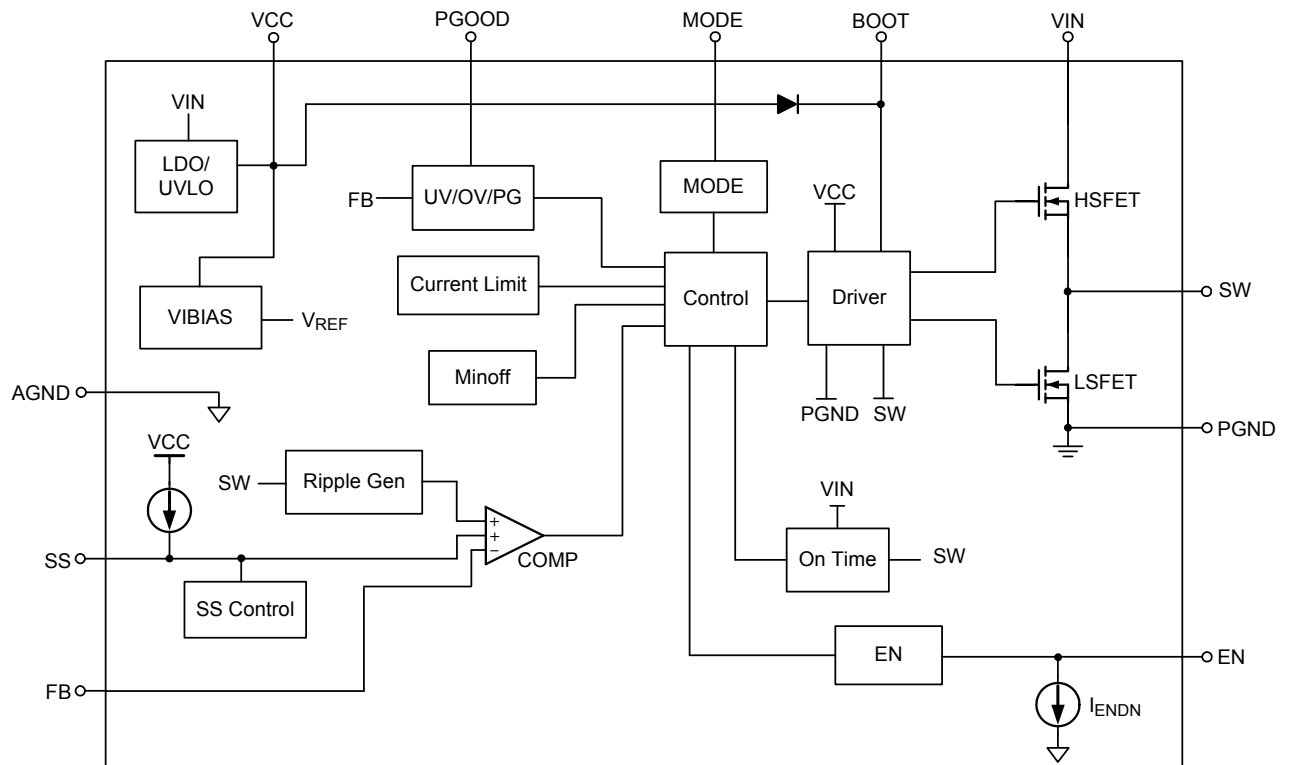 VCC
PGOOD
MODE
BOOT
VIN
VIN
LDO/
UVLO
FB
UV/OV/PG
MODE
VCC
HSFET
Current Limit
Control
Driver
SW
VIBIAS
VREF
Minoff
LSFET
AGND
PGND
SW
PGND
VCC
SW
Ripple Gen
VIN
+
+
−
COMP
SS
On Time
SW
SS Control
EN
EN
FB
IENDN